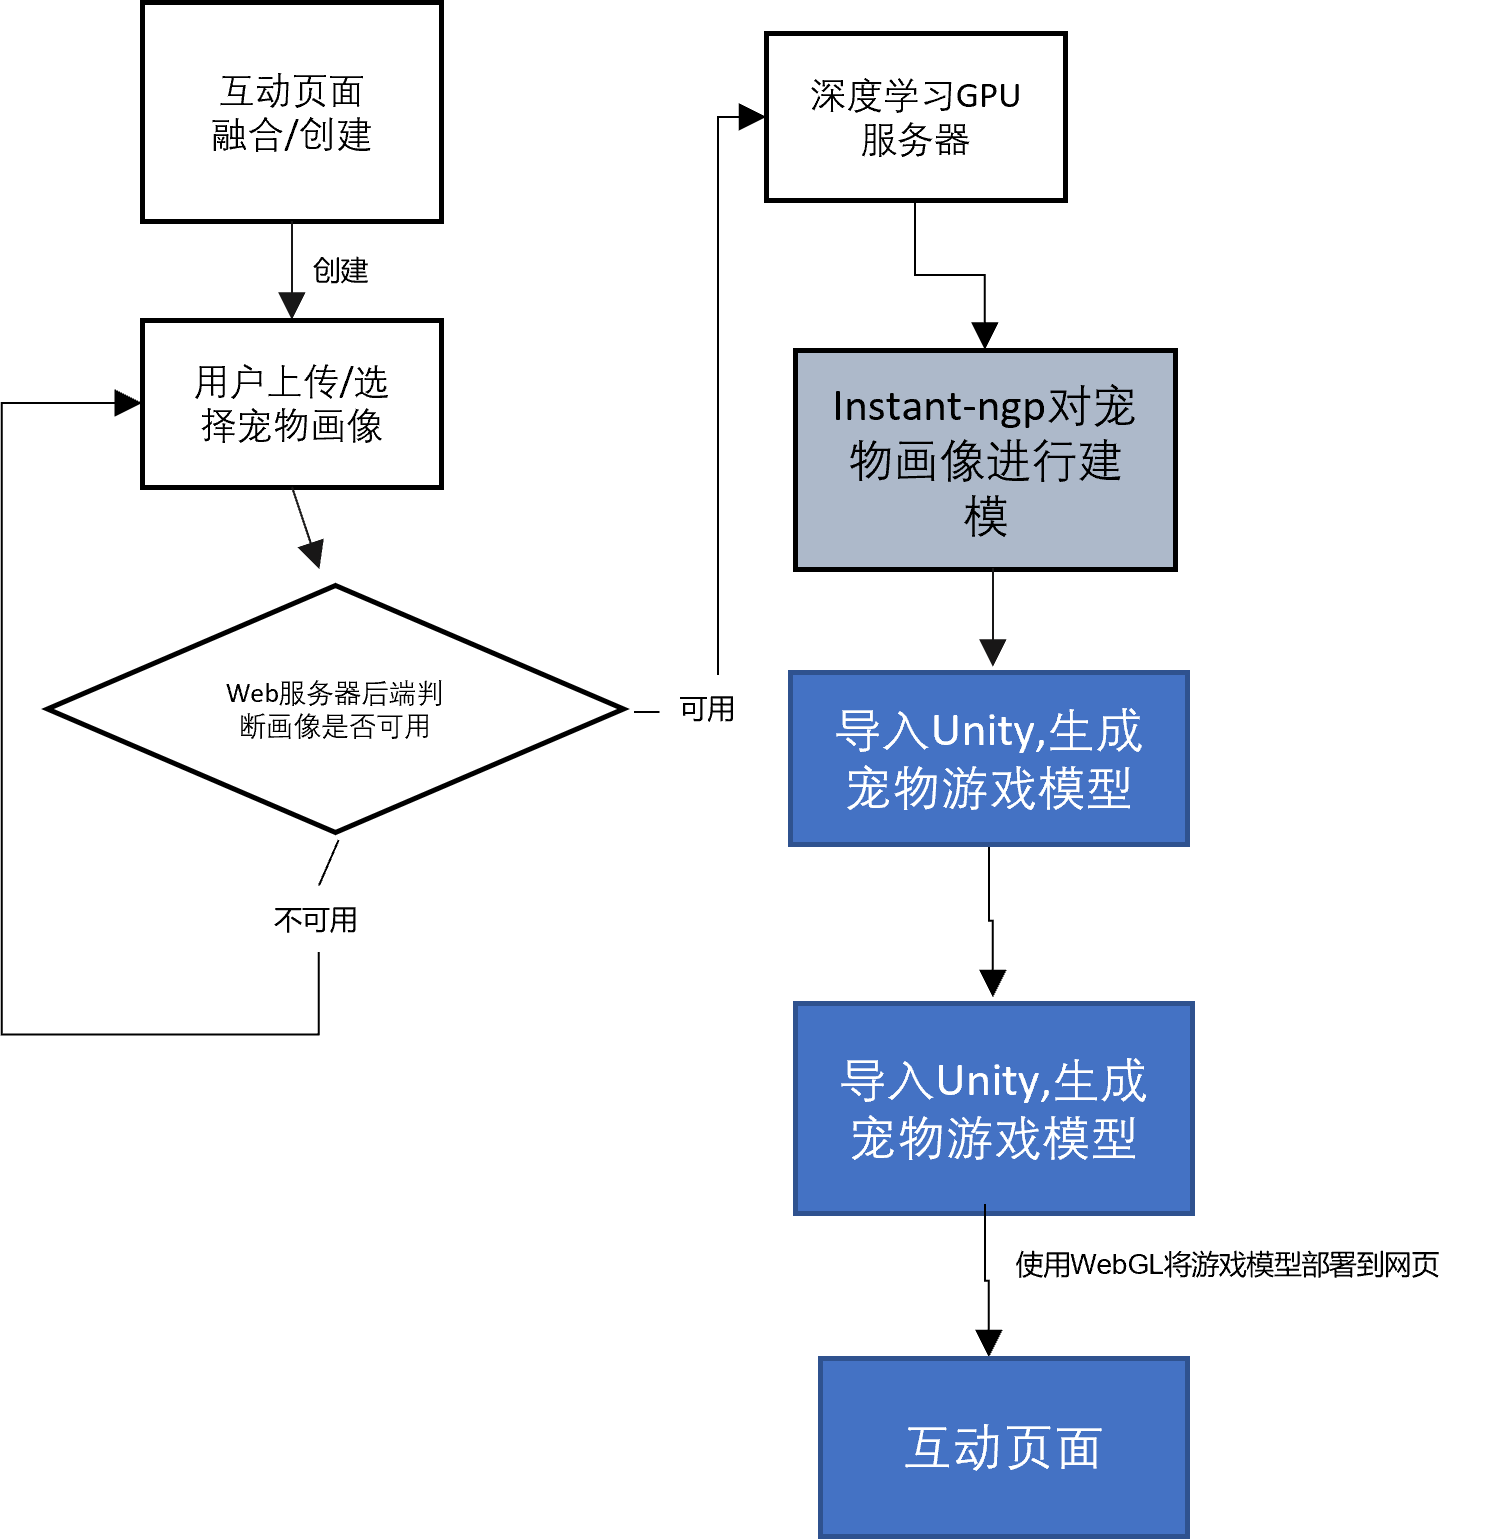 互动页面
融合/创建
创建
用户上传/选
择宠物画像
Web服务器后端判
断画像是否可用
不可用
可用
深度学习GPU
服务器
Instant-ngp对宠
物画像进行建
模
导入Unity,生成
宠物游戏模型
导入Unity,生成
宠物游戏模型
使用WebGL将游戏模型部署到网页
互动页面